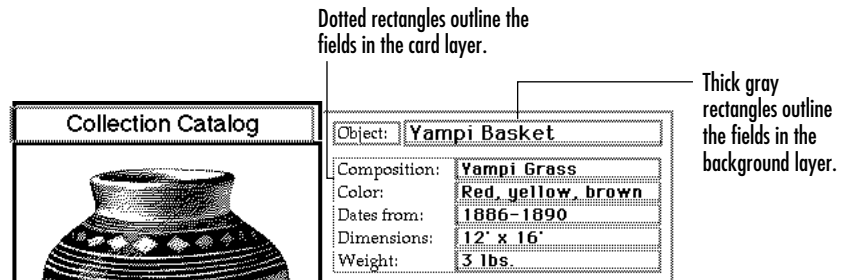 Dotted rectangles outline the
fields in the card layer.
Thick gray
rectangles outline
the fields in the
background layer.
Collection Catalog
Object: Yampi Basket
Composition: Yampi Grass
Color: Red, yellow, brown
Dates from: 1886-1890
Dimensions: 12" x 16"
Weight: 3 lbs.